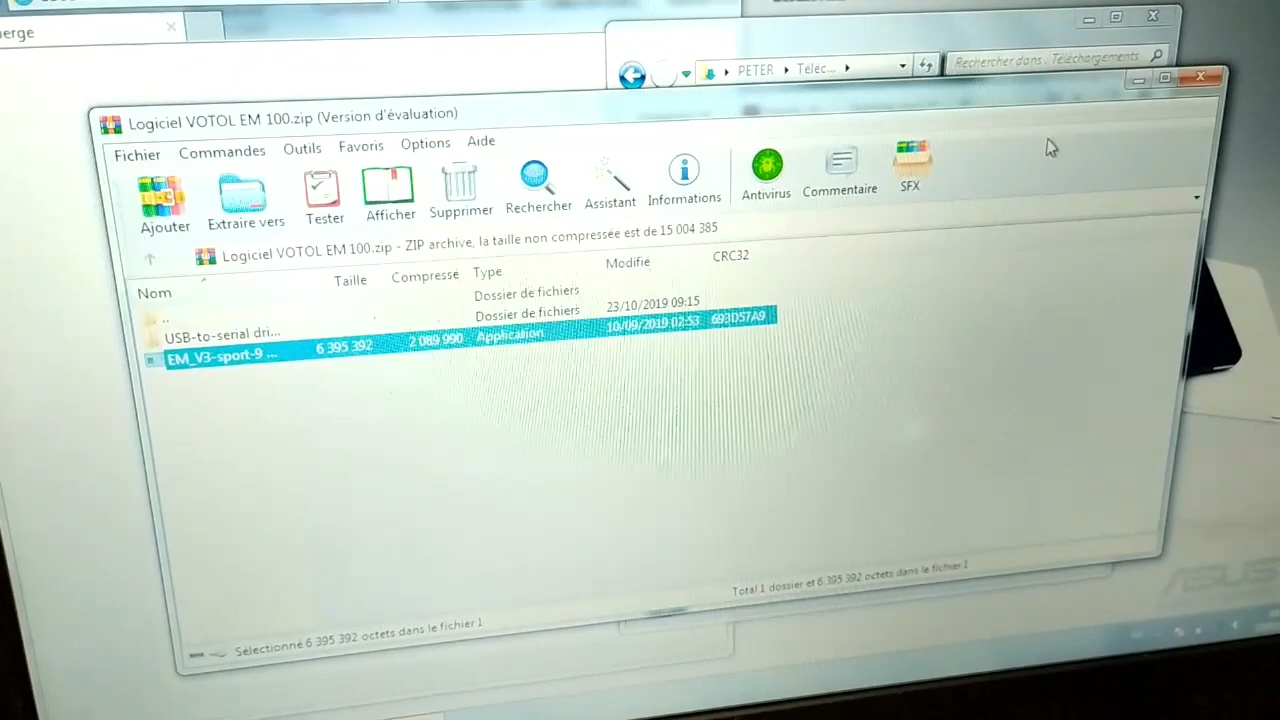 erge
PETER
Téléc...
Rechercher dans : Téléchargements
Logiciel VOTOL EM 100.zip (Version d'évaluation)
Fichier Commandes Outils Favoris Options Aide
Ajouter Extraire vers Tester Afficher Supprimer Rechercher Assistant Informations Antivirus Commentaire SFX
Logiciel VOTOL EM 100.zip - ZIP archive, la taille non compressée est de 15 004 385
Nom Taille Compressé Type Modifié CRC32
.. Dossier de fichiers
USB-to-serial dri... Dossier de fichiers 23/10/2019 09:15
EM_V3-sport-9 ... 6 395 392 2 089 990 Application 10/09/2019 02:53 693D57A9
Sélectionné 6 395 392 octets dans le fichier 1
Total 1 dossier et 6 395 392 octets dans le fichier 1
ASUS